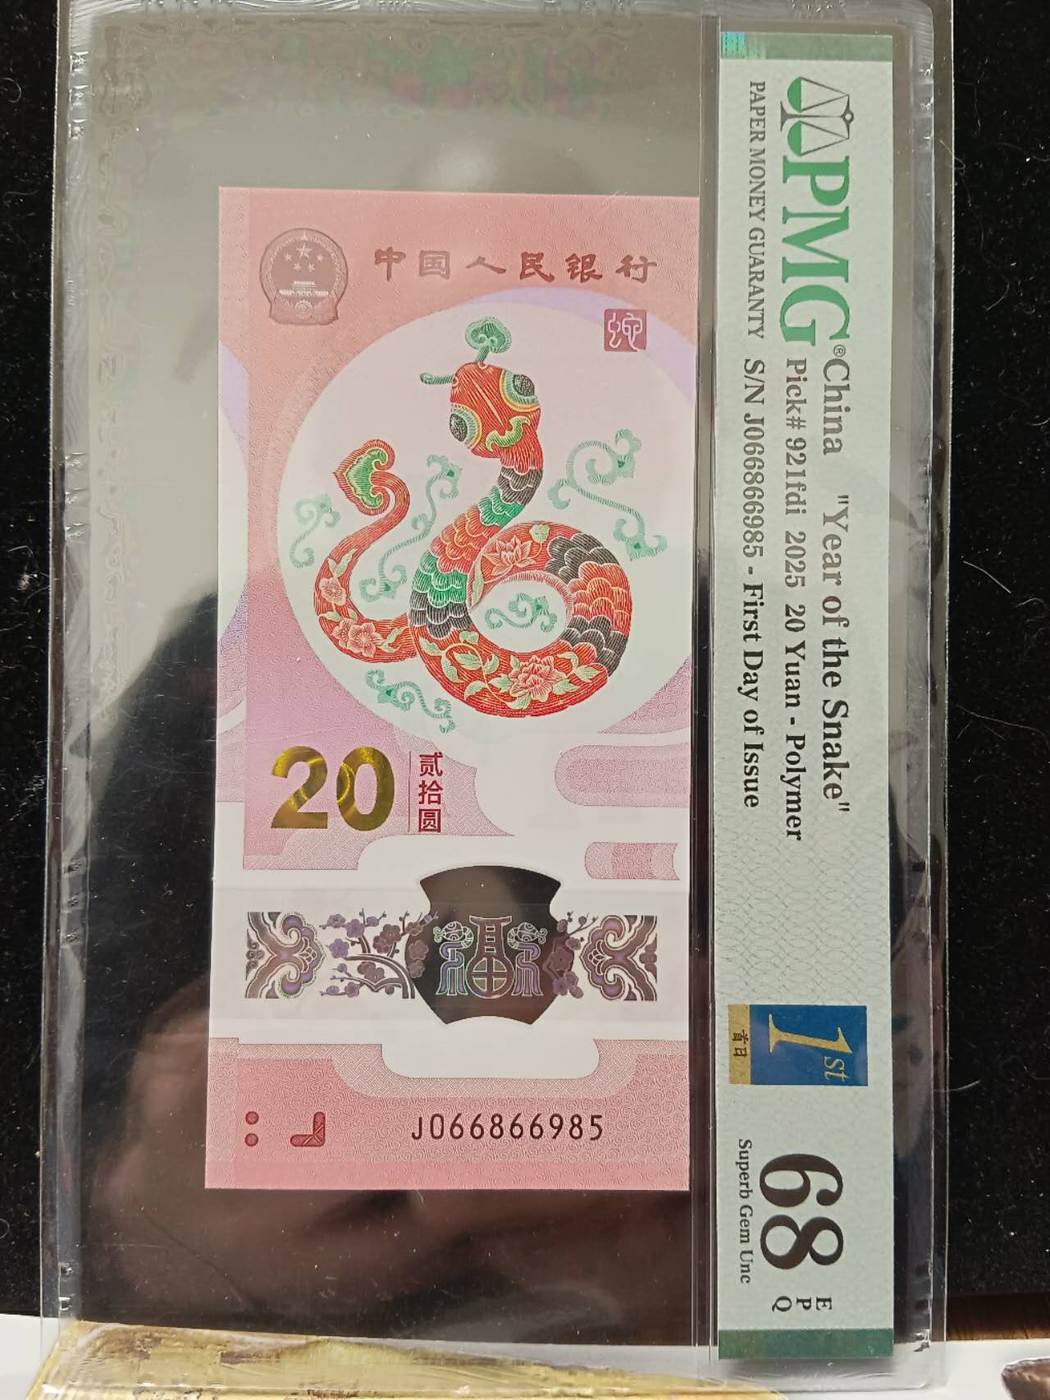 中国人民银行
蛇
20
贰拾圆
福
J066866985
PMG®
PAPER MONEY GUARANTY
China "Year of the Snake"
Pick# 921fdi 2025 20 Yuan - Polymer
S/N J066866985 - First Day of Issue
1st
首日
68 EPQ
Superb Gem Unc